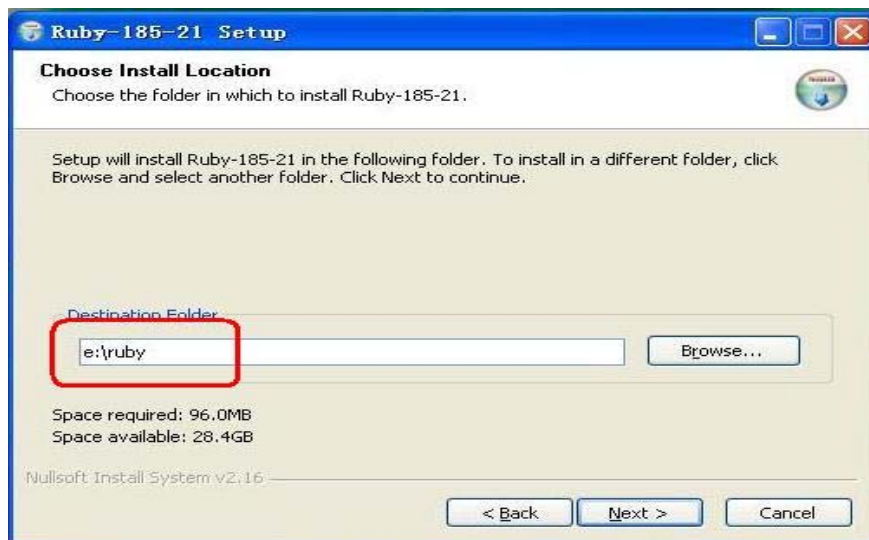 Ruby-185-21 Setup
Choose Install Location
Choose the folder in which to install Ruby-185-21.
Setup will install Ruby-185-21 in the following folder. To install in a different folder, click
Browse and select another folder. Click Next to continue.
Destination Folder
e:\ruby
Browse...
Space required: 96.0MB
Space available: 28.4GB
Nullsoft Install System v2.16
< Back Next > Cancel